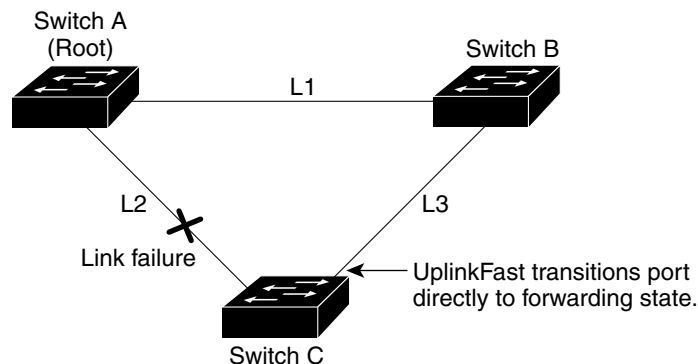 Switch A
(Root)
Switch B
L1
L2
L3
Link failure
UplinkFast transitions port
directly to forwarding state.
Switch C